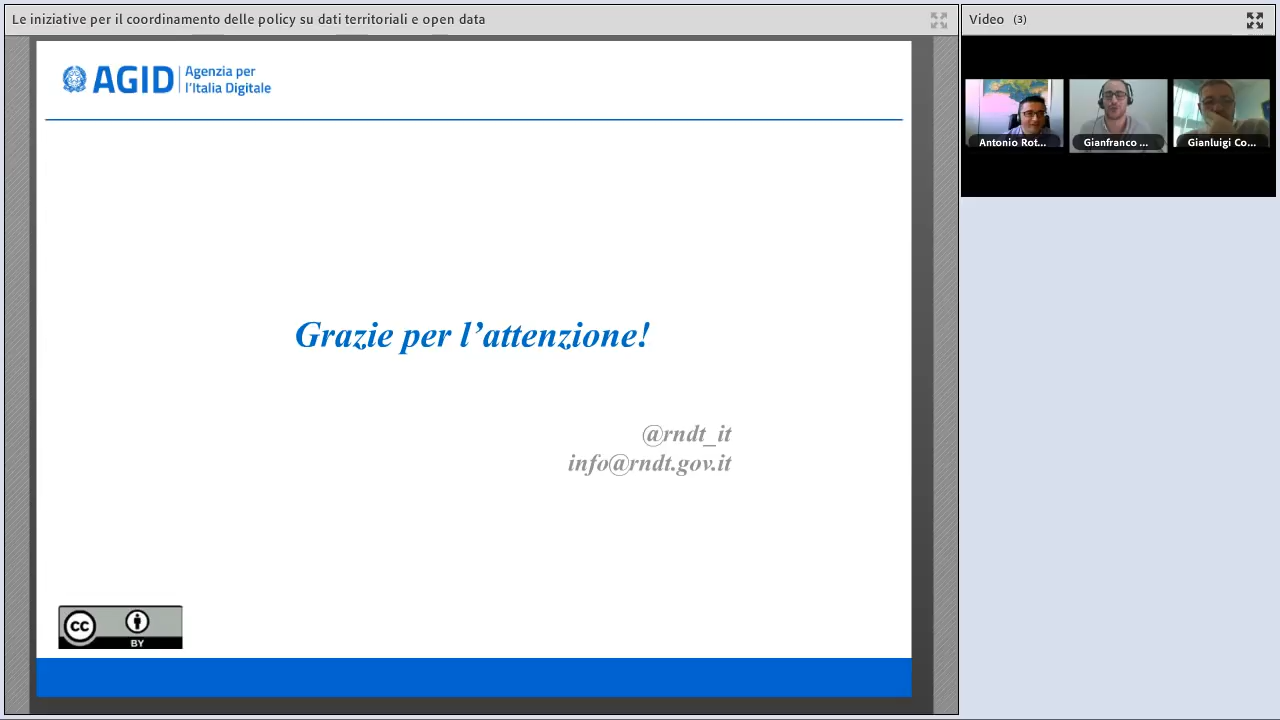 Le iniziative per il coordinamento delle policy su dati territoriali e open data
Video (3)
AGID
Agenzia per
l'Italia Digitale
Antonio Rot...
Gianfranco ...
Gianluigi Co...
Grazie per l’attenzione!
@rndt_it
info@rndt.gov.it
CC
BY